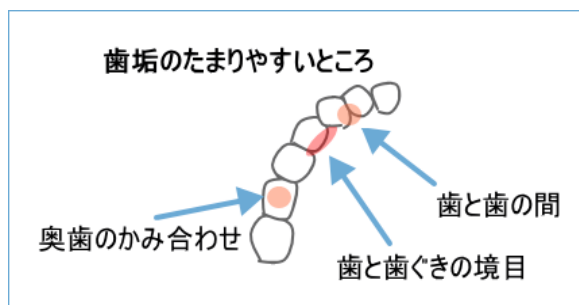 歯垢のたまりやすいところ
歯と歯の間
奥歯のかみ合わせ
歯と歯ぐきの境目